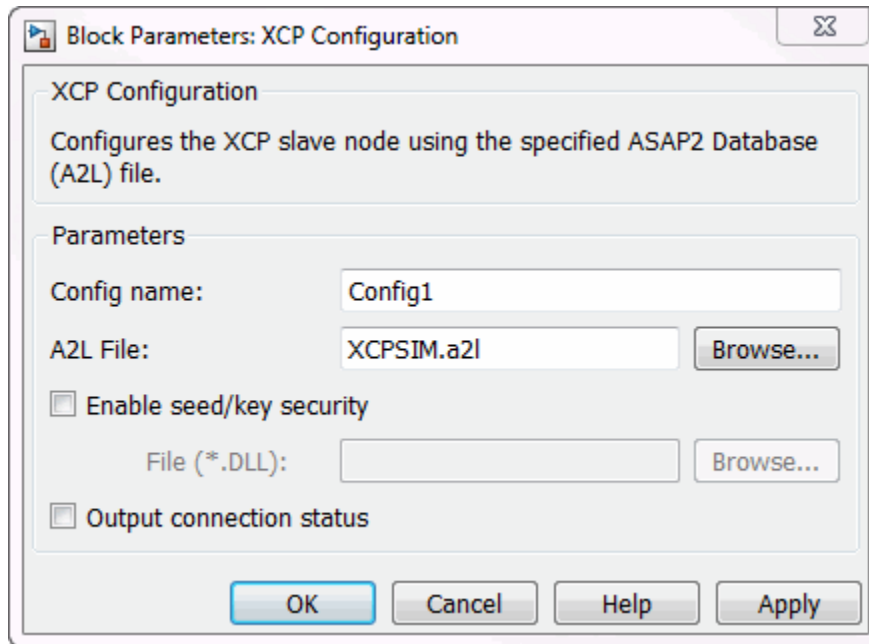 Block Parameters: XCP Configuration
XCP Configuration
Configures the XCP slave node using the specified ASAP2 Database
(A2L) file.
Parameters
Config name: Config1
A2L File: XCPSIM.a2l Browse...
Enable seed/key security
File (*.DLL): Browse...
Output connection status
OK Cancel Help Apply